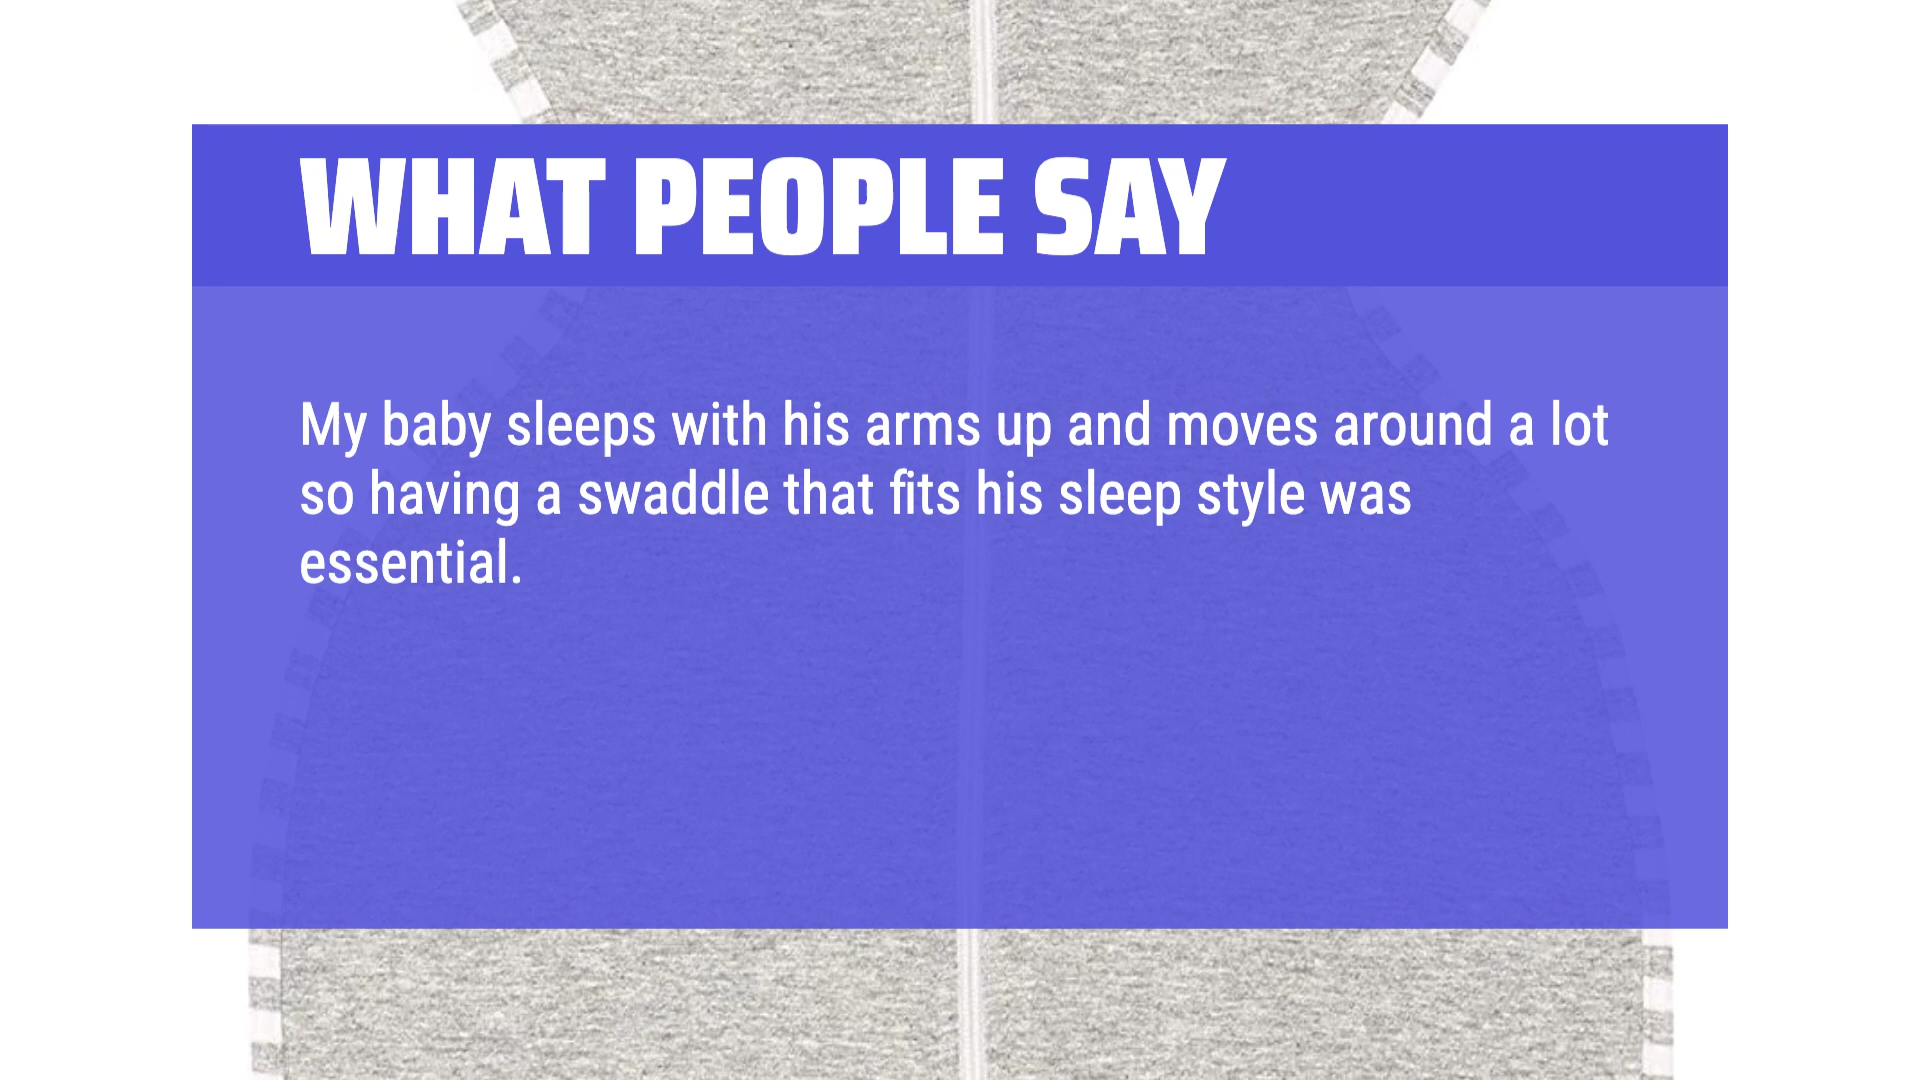 WHAT PEOPLE SAY
My baby sleeps with his arms up and moves around a lot
so having a swaddle that fits his sleep style was
essential.